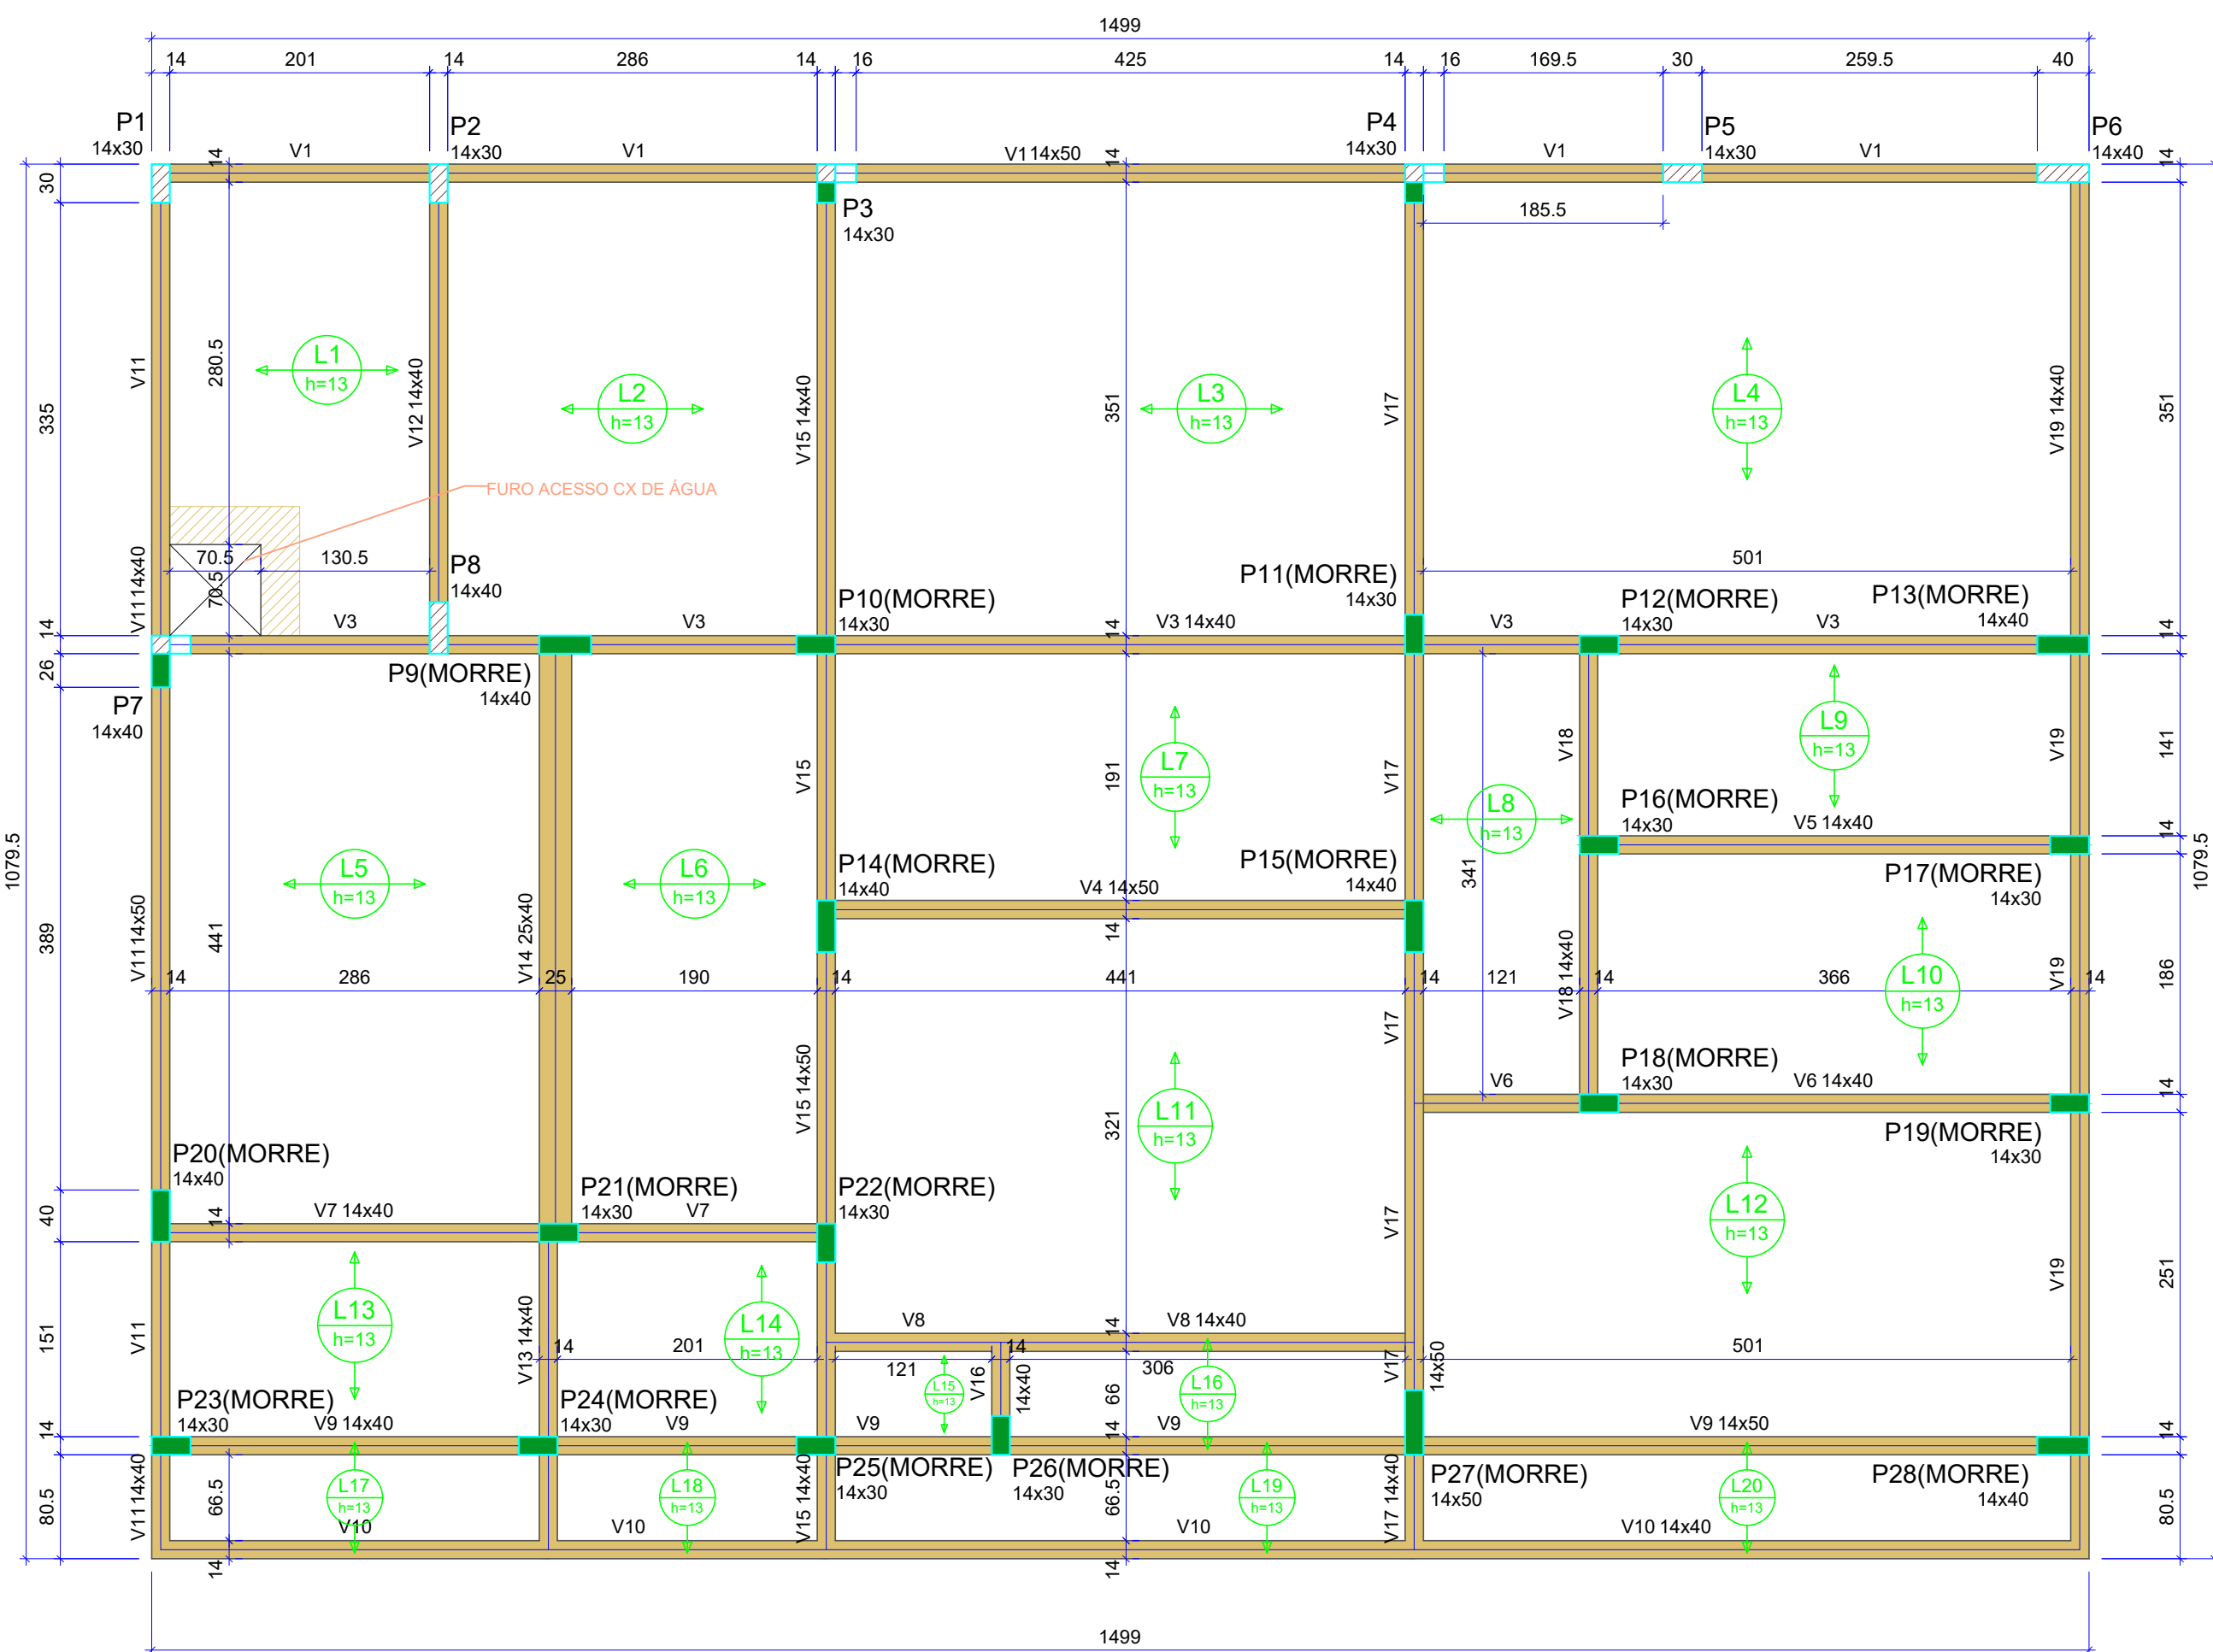 1499
14 201 14 286 14 16 425 14 16 169.5 30 259.5 40
P1
14x30
V1
14
P2
14x30
V1
V1 14x50
14
P4
14x30
V1
P5
14x30
V1
P6
14x40
14
30
P3
14x30
185.5
V11
335
280.5
L1
h=13
V12 14x40
L2
h=13
V15 14x40
351
L3
h=13
V17
L4
h=13
V19 14x40
351
FURO ACESSO CX DE ÁGUA
V11 14x40
70.5 130.5
70.5
P8
14x40
P10(MORRE)
14x30
P11(MORRE)
14x30
501
P12(MORRE)
14x30
P13(MORRE)
14x40
14
V3
V3
14
V3 14x40
V3
V3
14
26
P7
14x40
P9(MORRE)
14x40
V15
191
L7
h=13
V17
V18
L9
h=13
V19
141
1079.5
L5
h=13
L6
h=13
P14(MORRE)
14x40
V4 14x50
P15(MORRE)
14x40
L8
h=13
341
P16(MORRE)
14x30
V5 14x40
P17(MORRE)
14x30
14
1079.5
389
V11 14x50
441
V14 25x40
14
V17
V18 14x40
L10
h=13
V19
186
14 286 25 190 14 441 14 121 14 366 14
V15 14x50
321
L11
h=13
V6
P18(MORRE)
14x30
V6 14x40
P19(MORRE)
14x30
14
P20(MORRE)
14x40
40
14
V7 14x40
P21(MORRE)
14x30
V7
P22(MORRE)
14x30
V17
L12
h=13
V19
251
151
V11
L13
h=13
V13 14x40
L14
h=13
V8
14
V8 14x40
14 201 121 14 306 501
L15
h=13
V16
14x40
66
L16
h=13
V17
14x50
P23(MORRE)
14x30
V9 14x40
14
P24(MORRE)
14x30
V9
V9
14
V9
V9 14x50
14
P25(MORRE)
14x30
P26(MORRE)
14x30
P27(MORRE)
14x50
P28(MORRE)
14x40
80.5
V11 14x40
66.5
L17
h=13
L18
h=13
V15 14x40
66.5
L19
h=13
V17 14x40
L20
h=13
80.5
V10
V10
V10
V10 14x40
14
14
1499